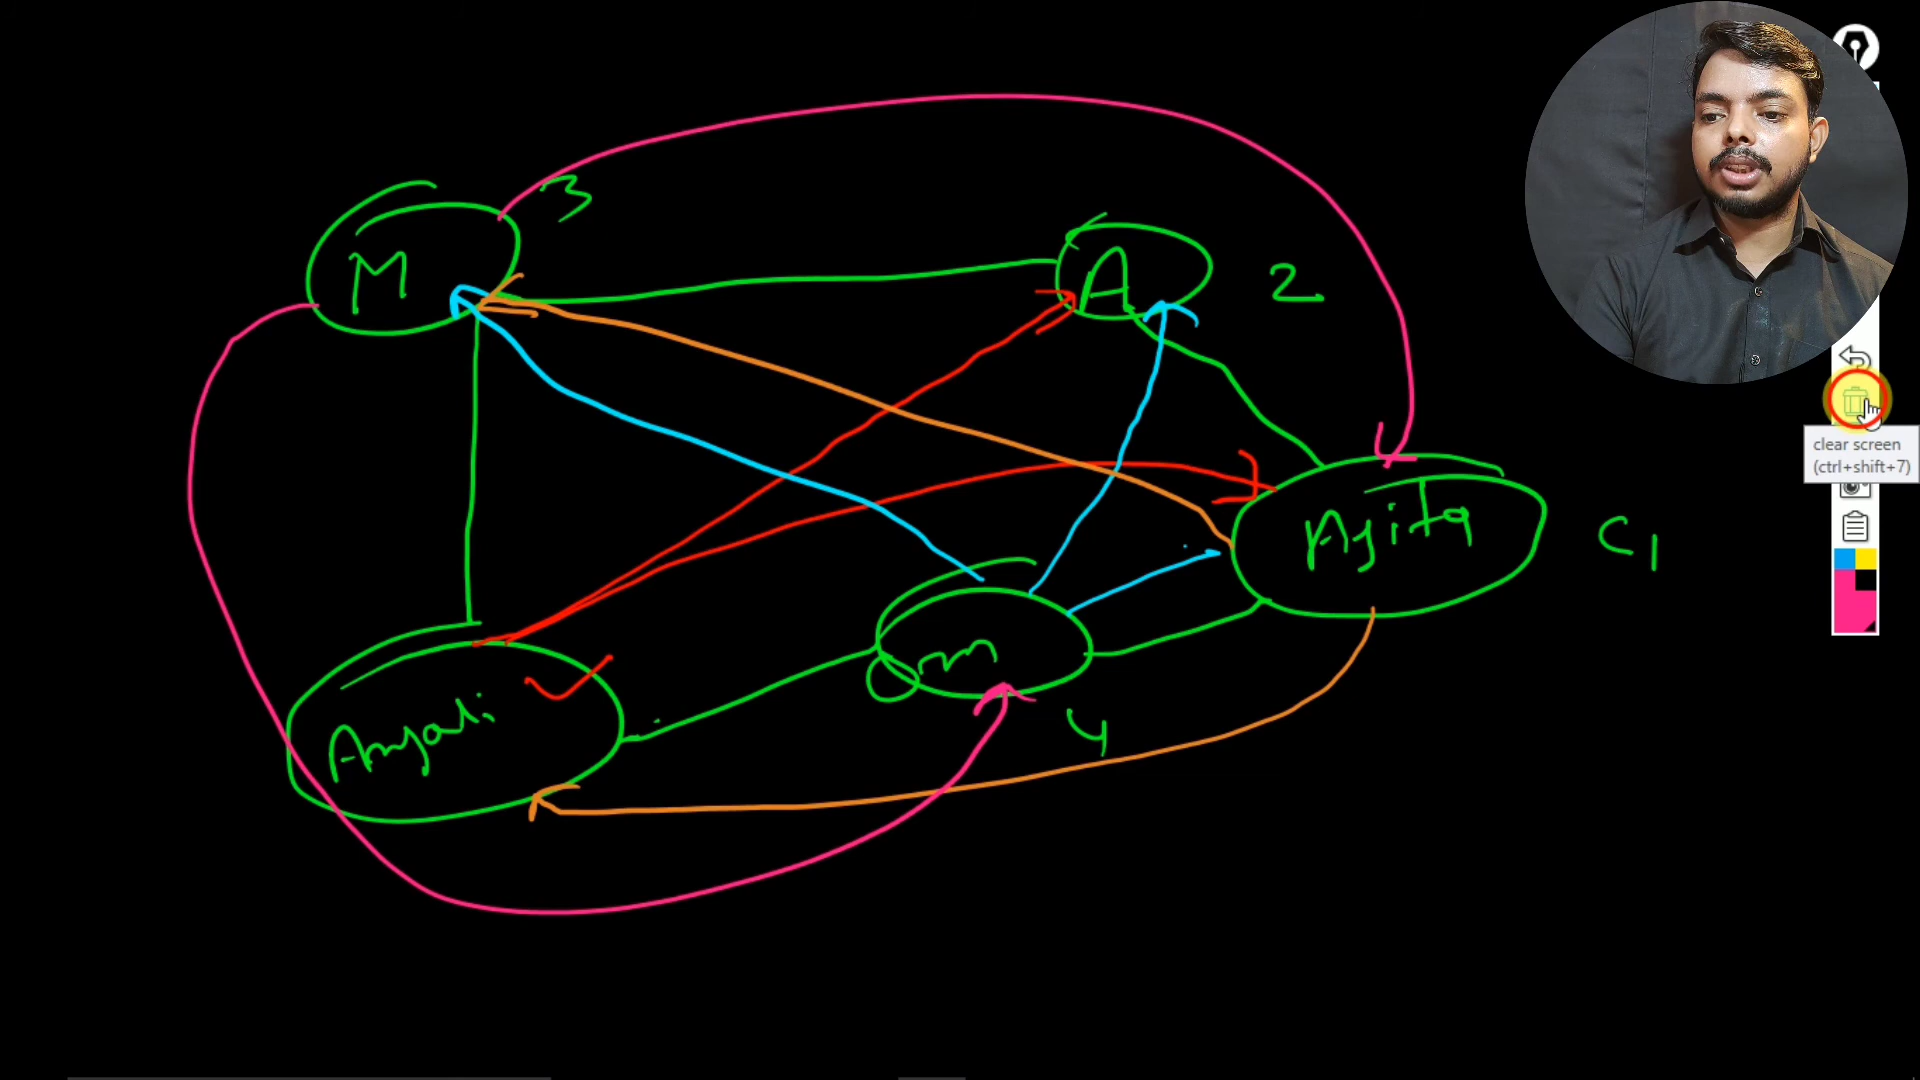 3
M
A
2
Ajita
C1
Om
Anjali
4
clear screen
(ctrl+shift+7)